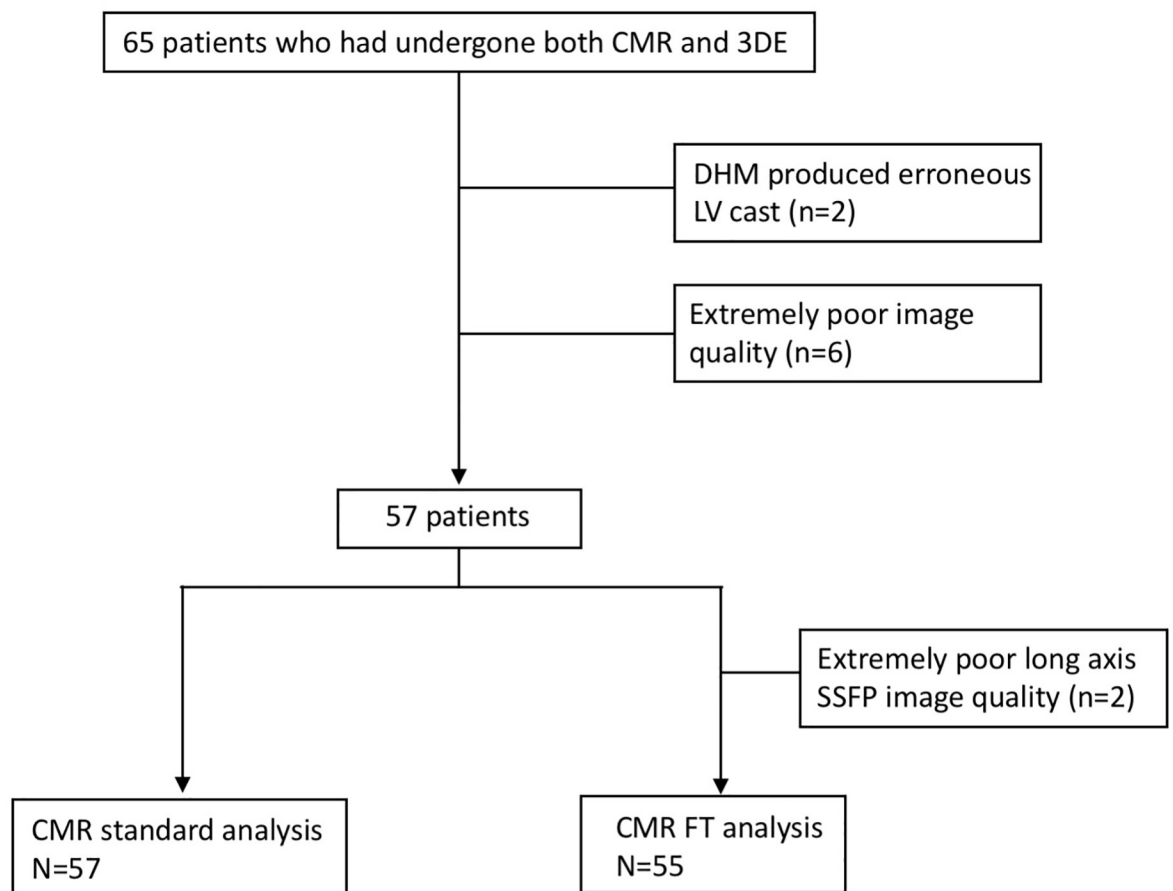 65 patients who had undergone both CMR and 3DE
DHM produced erroneous
LV cast (n=2)
Extremely poor image
quality (n=6)
57 patients
Extremely poor long axis
SSFP image quality (n=2)
CMR standard analysis
N=57
CMR FT analysis
N=55